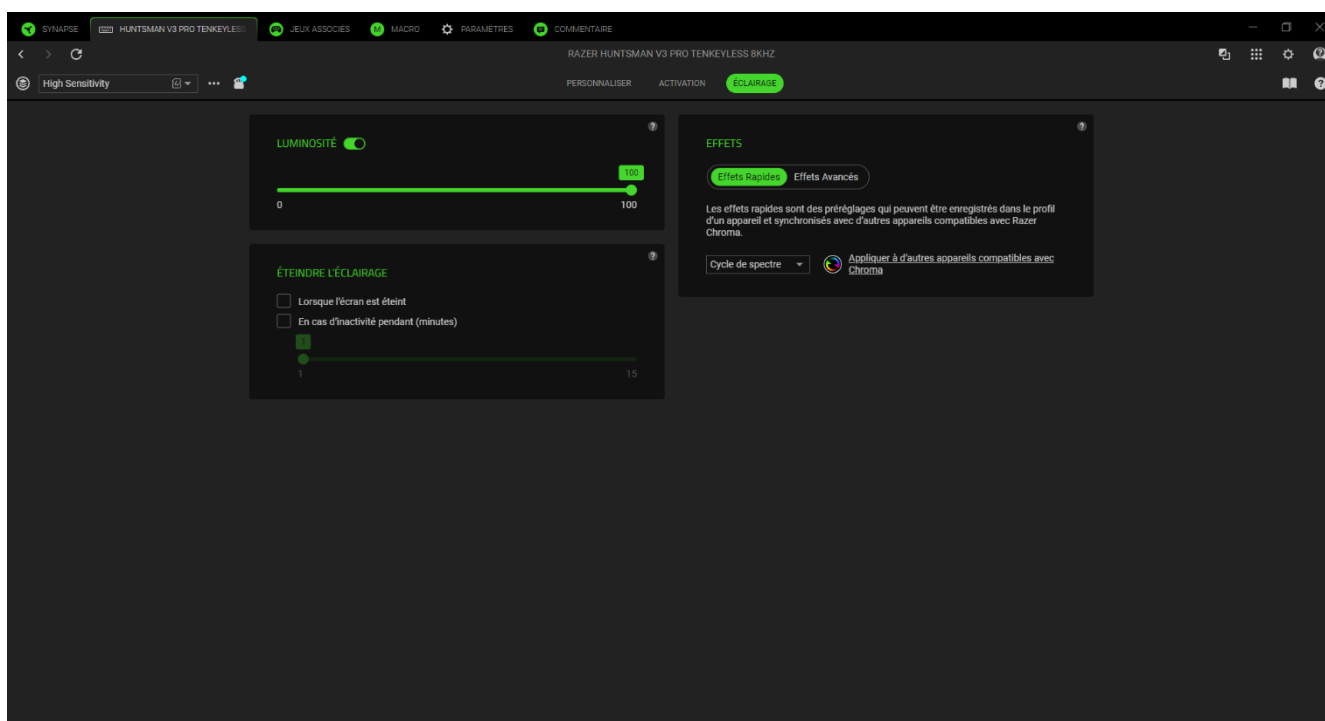 SYNAPSE
HUNTSMAN V3 PRO TENKEYLESS
JEUX ASSOCIÉS
MACRO
PARAMÈTRES
COMMENTAIRE
RAZER HUNTSMAN V3 PRO TENKEYLESS 8KHZ
High Sensitivity
PERSONNALISER
ACTIVATION
ÉCLAIRAGE
LUMINOSITÉ
100
0
100
ÉTEINDRE L'ÉCLAIRAGE
Lorsque l'écran est éteint
En cas d'inactivité pendant (minutes)
1
1
15
EFFETS
Effets Rapides
Effets Avancés
Les effets rapides sont des préréglages qui peuvent être enregistrés dans le profil
d'un appareil et synchronisés avec d'autres appareils compatibles avec Razer
Chroma.
Cycle de spectre
Appliquer à d'autres appareils compatibles avec
Chroma